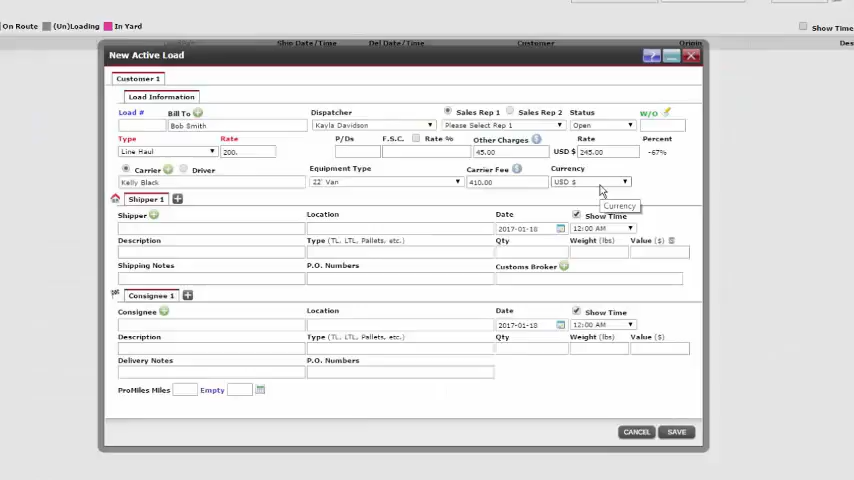 On Route (Un)Loading In Yard Show Time
Ship Date/Time Del Date/Time Customer Origin Des
New Active Load ?
Customer 1
Load Information
Load # Bill To Dispatcher Sales Rep 1 Sales Rep 2 Status W/O
Bob Smith Kayla Davidson Please Select Rep 1 Open
Type Rate P/Ds F.S.C. Rate % Other Charges Rate Percent
Line Haul 200. 45.00 USD $ 245.00 -67%
Carrier Driver Equipment Type Carrier Fee Currency
Kelly Black 22' Van 410.00 USD $
Shipper 1 Currency
Shipper Location Date Show Time
2017-01-18 12:00 AM
Description Type (TL, LTL, Pallets, etc.) Qty Weight (lbs) Value ($)
Shipping Notes P.O. Numbers Customs Broker
Consignee 1
Consignee Location Date Show Time
2017-01-18 12:00 AM
Description Type (TL, LTL, Pallets, etc.) Qty Weight (lbs) Value ($)
Delivery Notes P.O. Numbers
ProMiles Miles Empty
CANCEL SAVE